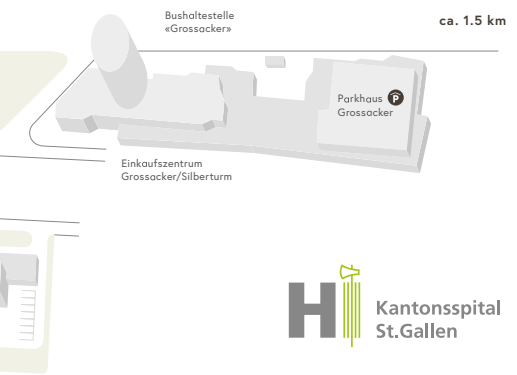 Bushaltestelle
«Grossacker»
ca. 1.5 km
Parkhaus P
Grossacker
Einkaufszentrum
Grossacker/Silberturm
H
Kantonsspital
St.Gallen